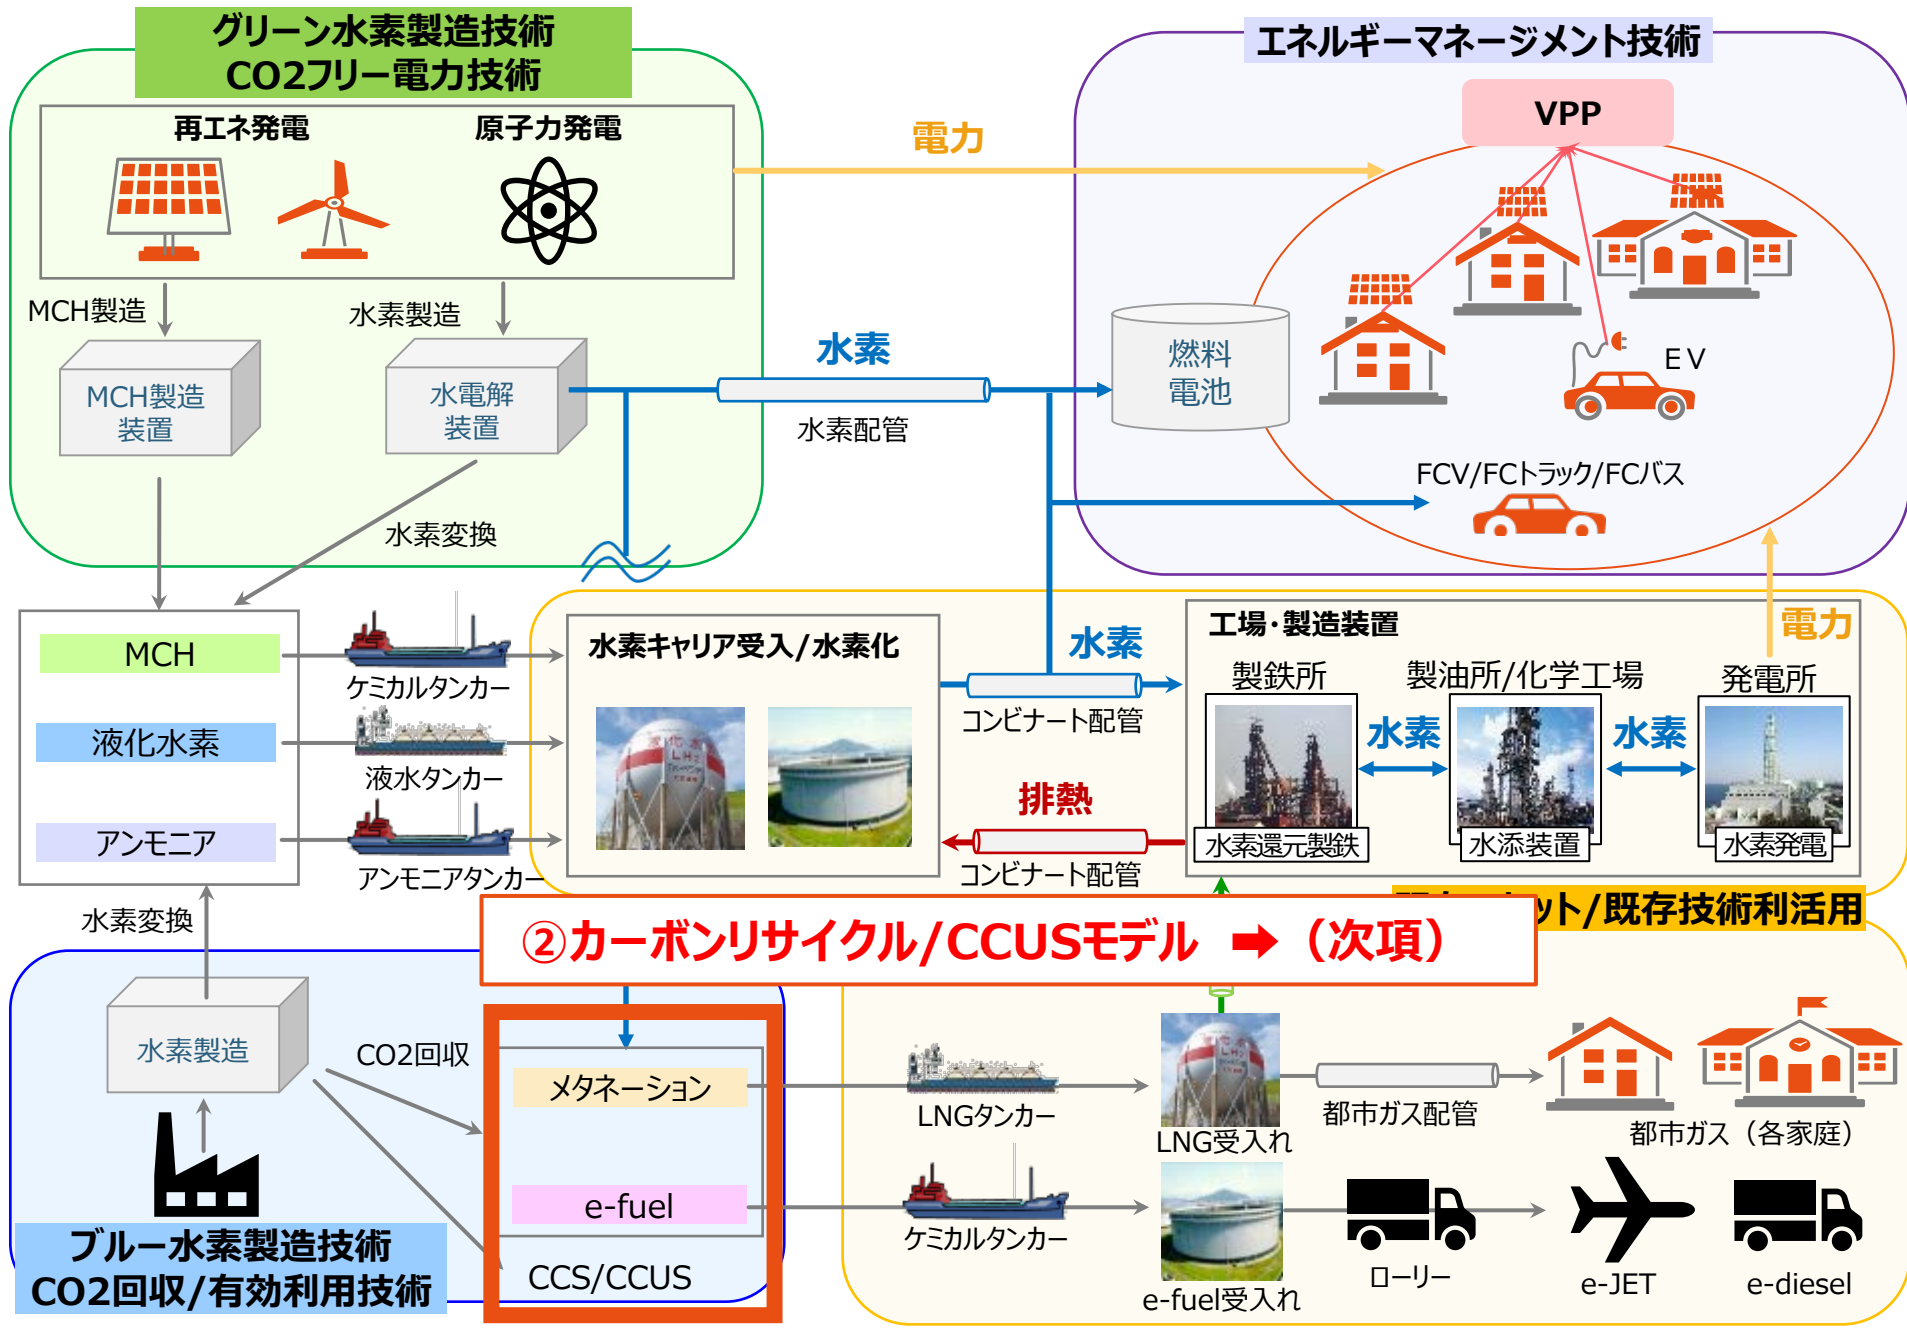 グリーン水素製造技術
CO2フリー電力技術
エネルギーマネージメント技術
再エネ発電
原子力発電
電力
VPP
MCH製造
水素製造
MCH製造
装置
水電解
装置
水素
水素配管
燃料
電池
EV
FCV/FCトラック/FCバス
水素変換
MCH
液化水素
アンモニア
ケミカルタンカー
液水タンカー
アンモニアタンカー
水素キャリア受入/水素化
水素
コンビナート配管
排熱
コンビナート配管
工場・製造装置
電力
製鉄所
製油所/化学工場
発電所
水素
水素
水素還元製鉄
水添装置
水素発電
ット/既存技術利活用
②カーボンリサイクル/CCUSモデル ➡（次項）
水素変換
水素製造
CO2回収
メタネーション
e-fuel
CCS/CCUS
ブルー水素製造技術
CO2回収/有効利用技術
LNGタンカー
LNG受入れ
都市ガス配管
都市ガス（各家庭）
ケミカルタンカー
e-fuel受入れ
ローリー
e-JET
e-diesel